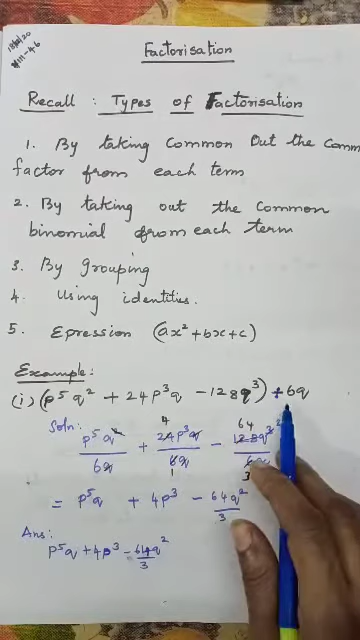 Factorisation
Recall : Types of Factorisation
1. By taking Common Out the Comm
factor from each term
2. By taking out the common
binomial from each term
3. By grouping
4. Using identities.
5. Epression (ax² + bx + c)
Example:
(i) (p⁵q² + 24p³q - 128q³) ÷ 6q
Soln:
p⁵q²/6q + 24p³q/6q - 128q³/6q
= p⁵q + 4p³ - 64q²/3
Ans:
p⁵q + 4p³ - 64q²/3